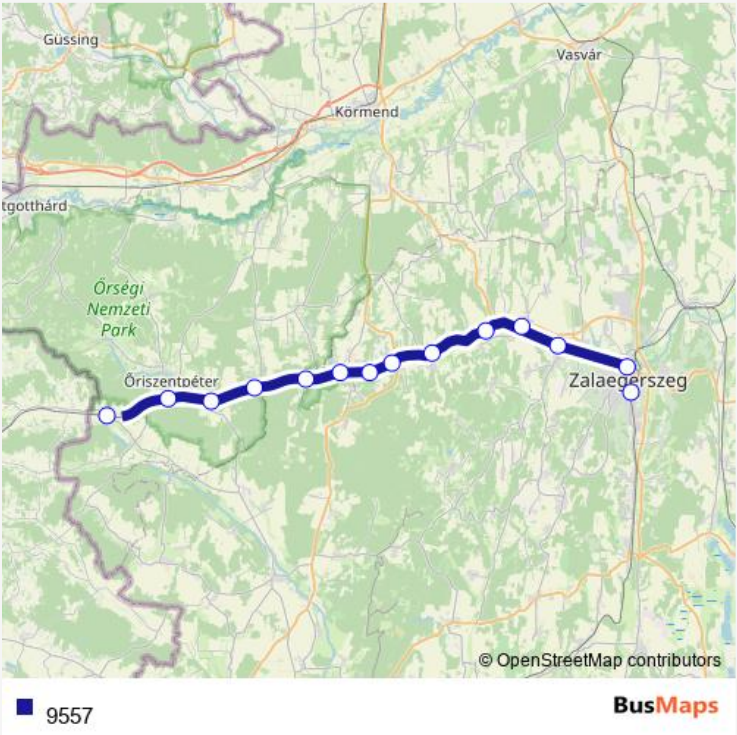 Güssing
Vasvár
Körmend
tgotthárd
Őrségi
Nemzeti
Park
Őriszentpéter
Zalaegerszeg
© OpenStreetMap contributors
9557
BusMaps